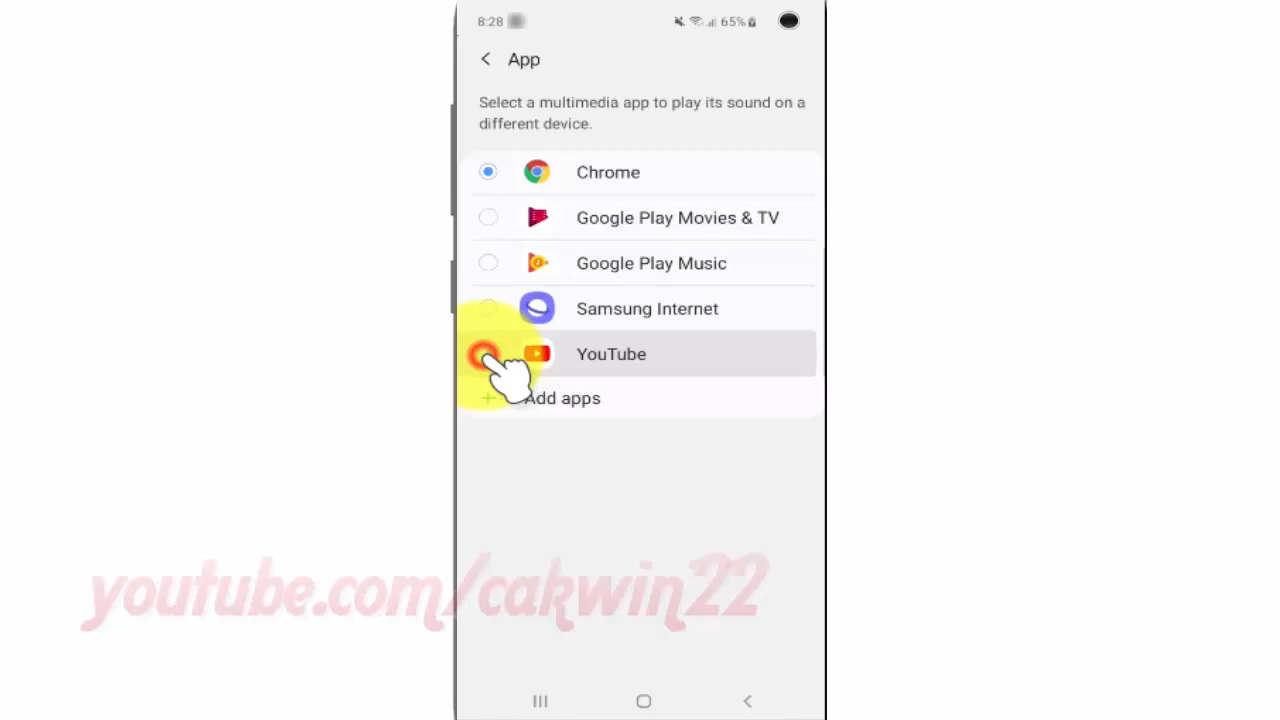 8:28
65%
App
Select a multimedia app to play its sound on a
different device.
Chrome
Google Play Movies & TV
Google Play Music
Samsung Internet
YouTube
Add apps
youtube.com/cakwin22